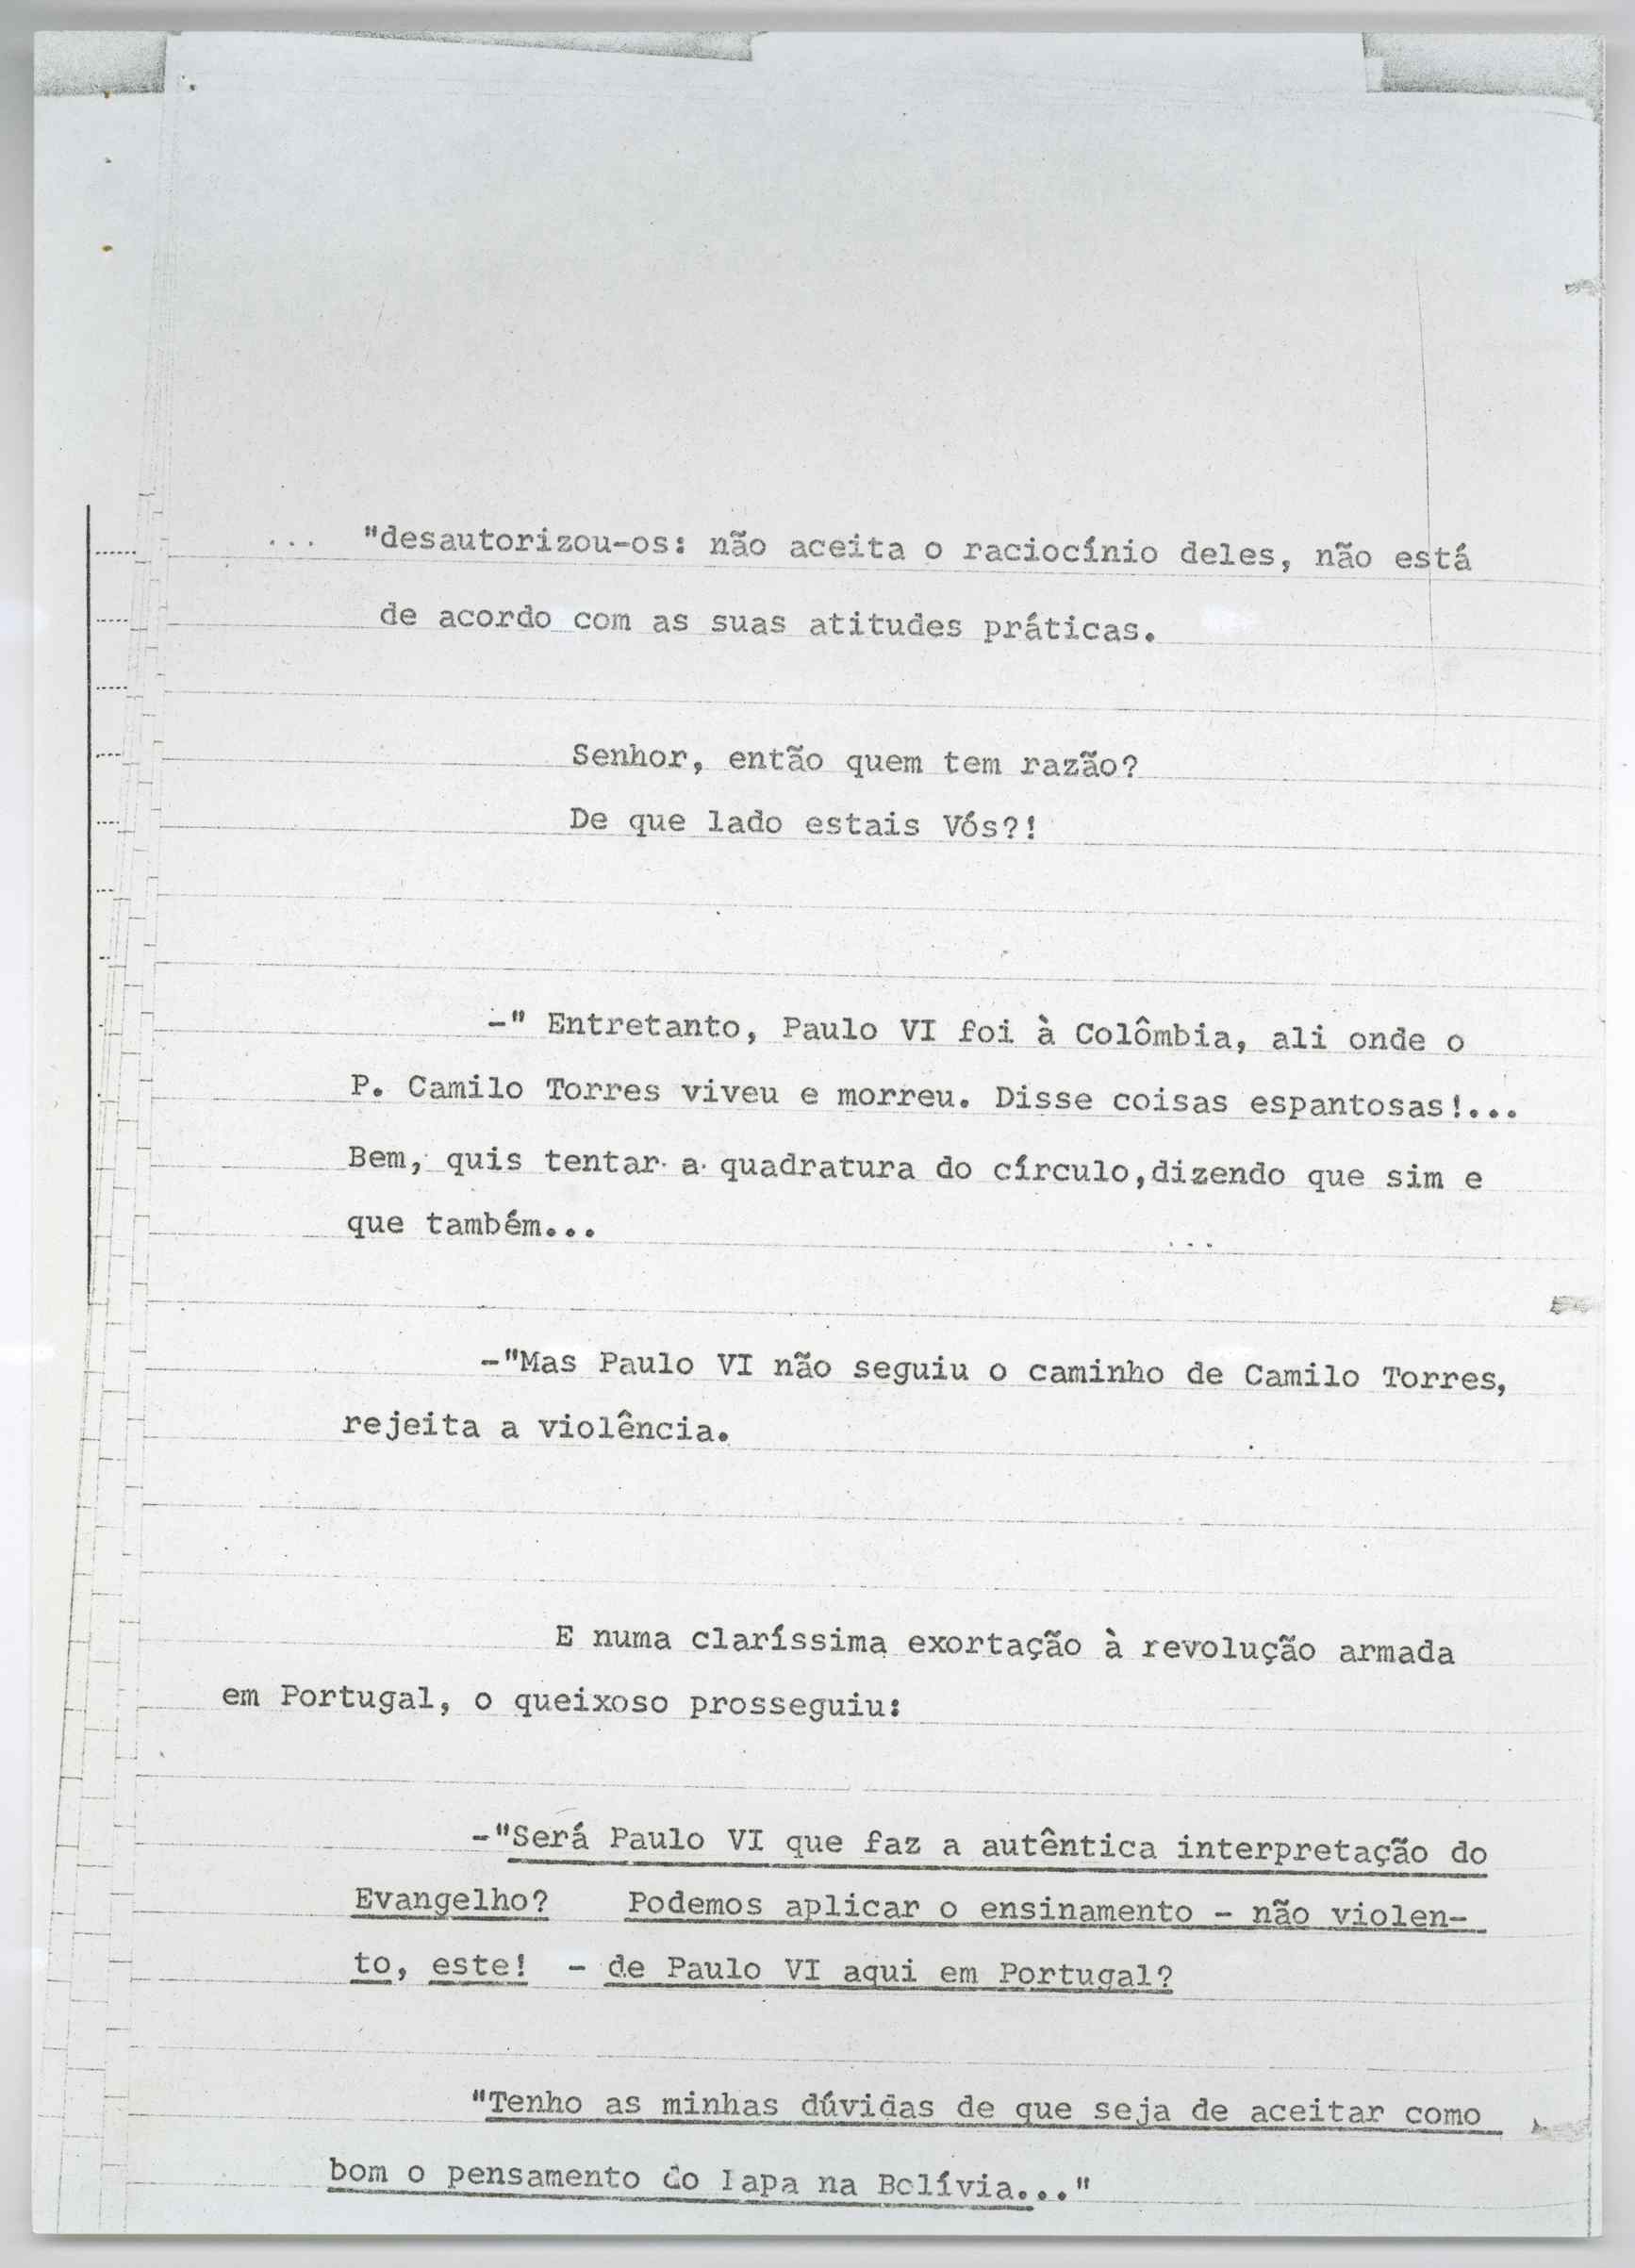 ... "desautorizou-os: não aceita o raciocínio deles, não está
de acordo com as suas atitudes práticas.
Senhor, então quem tem razão?
De que lado estais Vós?!
-" Entretanto, Paulo VI foi à Colômbia, ali onde o
P. Camilo Torres viveu e morreu. Disse coisas espantosas!...
Bem, quis tentar a quadratura do círculo,dizendo que sim e
que também...
-"Mas Paulo VI não seguiu o caminho de Camilo Torres,
rejeita a violência.
E numa claríssima exortação à revolução armada
em Portugal, o queixoso prosseguiu:
-"Será Paulo VI que faz a autêntica interpretação do
Evangelho? Podemos aplicar o ensinamento - não violen-
to, este! - de Paulo VI aqui em Portugal?
"Tenho as minhas dúvidas de que seja de aceitar como
bom o pensamento do Papa na Bolívia..."